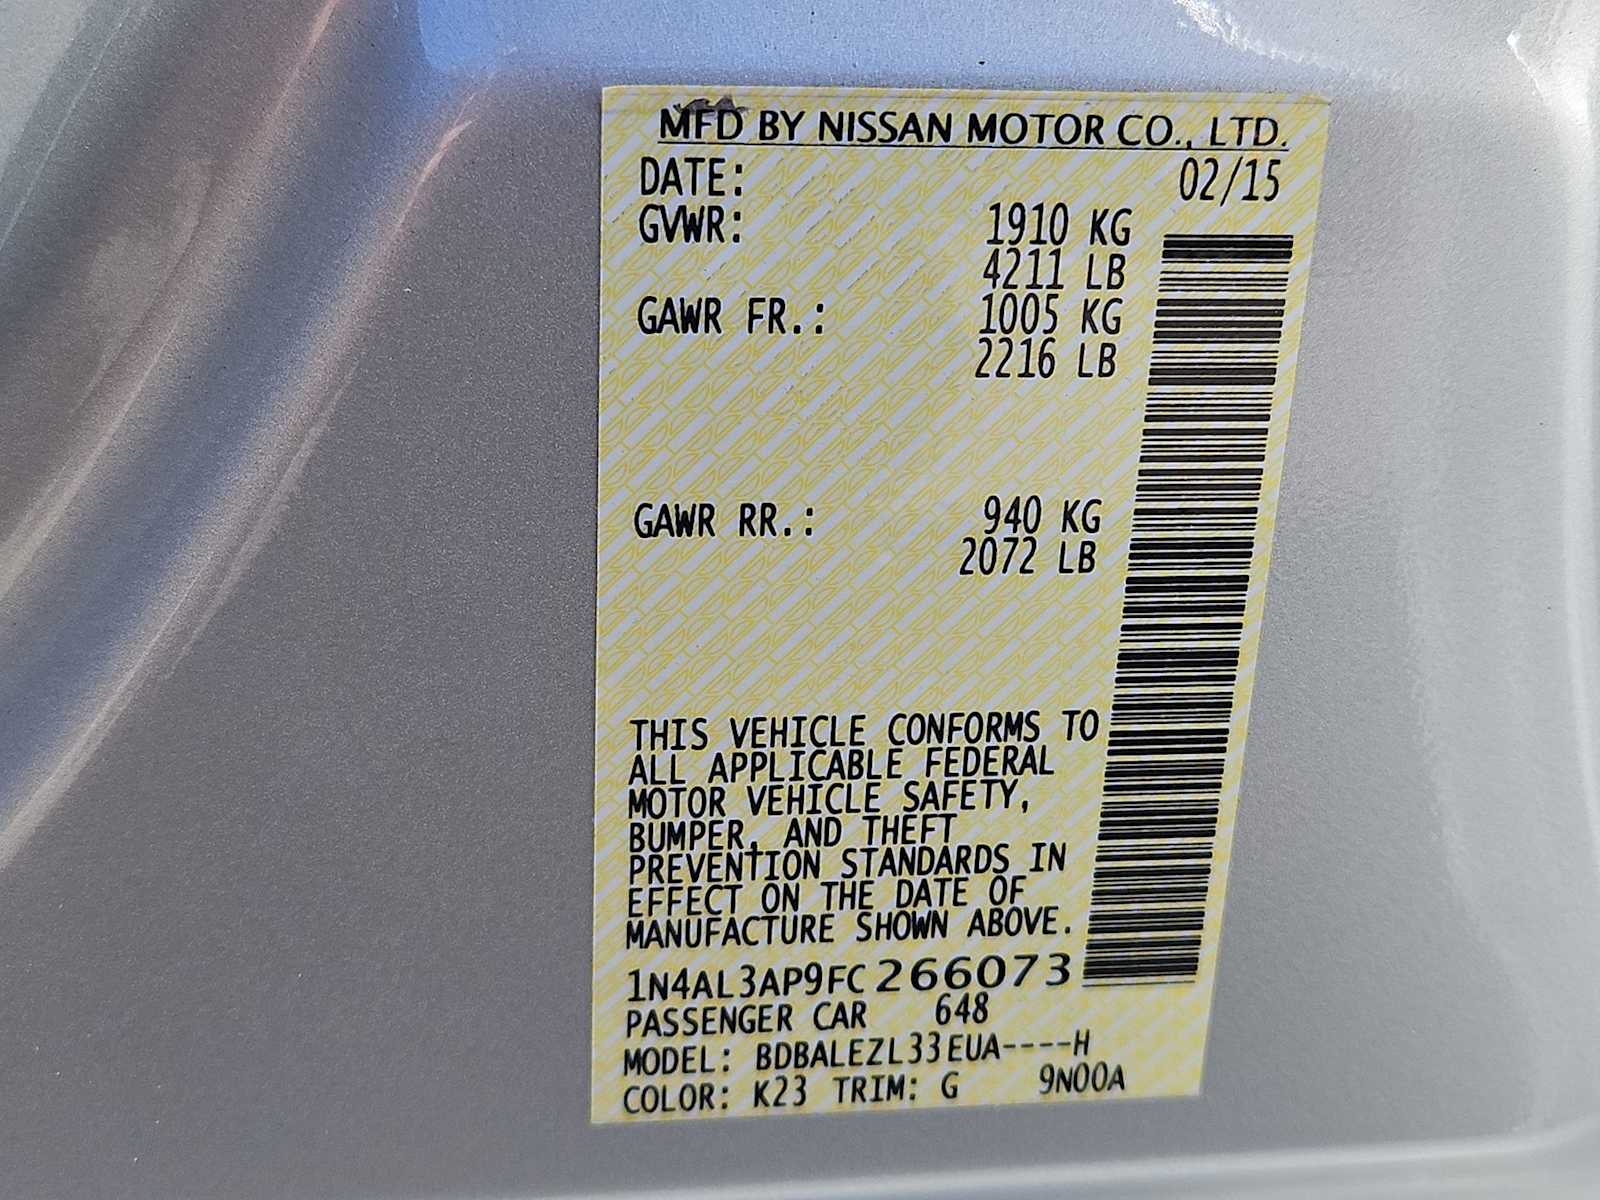 MFD BY NISSAN MOTOR CO., LTD.
DATE: 02/15
GVWR: 1910 KG
4211 LB
GAWR FR.: 1005 KG
2216 LB
GAWR RR.: 940 KG
2072 LB
THIS VEHICLE CONFORMS TO
ALL APPLICABLE FEDERAL
MOTOR VEHICLE SAFETY,
BUMPER, AND THEFT
PREVENTION STANDARDS IN
EFFECT ON THE DATE OF
MANUFACTURE SHOWN ABOVE.
1N4AL3AP9FC266073
PASSENGER CAR 648
MODEL: BDBALEZL33EUA----H
COLOR: K23 TRIM: G 9N00A